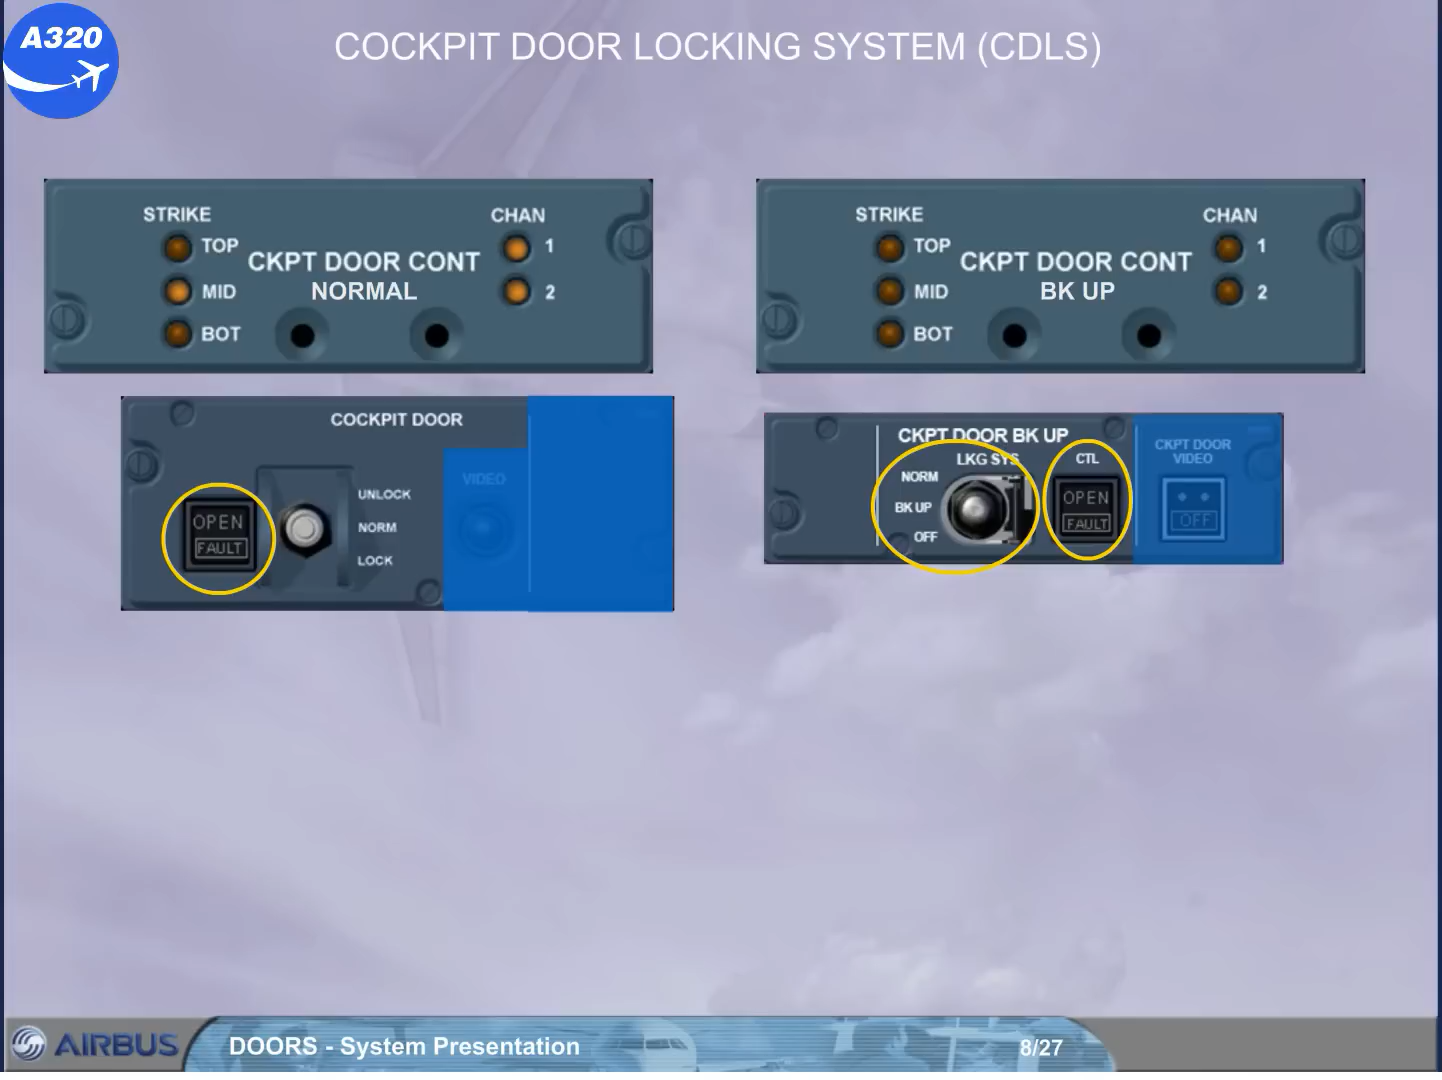 A320
COCKPIT DOOR LOCKING SYSTEM (CDLS)
STRIKE
CHAN
TOP
1
CKPT DOOR CONT
MID
NORMAL
2
BOT
STRIKE
CHAN
TOP
1
CKPT DOOR CONT
MID
BK UP
2
BOT
COCKPIT DOOR
VIDEO
UNLOCK
OPEN
NORM
FAULT
LOCK
CKPT DOOR BK UP
LKG SYS
CTL
CKPT DOOR
VIDEO
NORM
OPEN
BK UP
FAULT
OFF
OFF
AIRBUS
DOORS - System Presentation
8/27